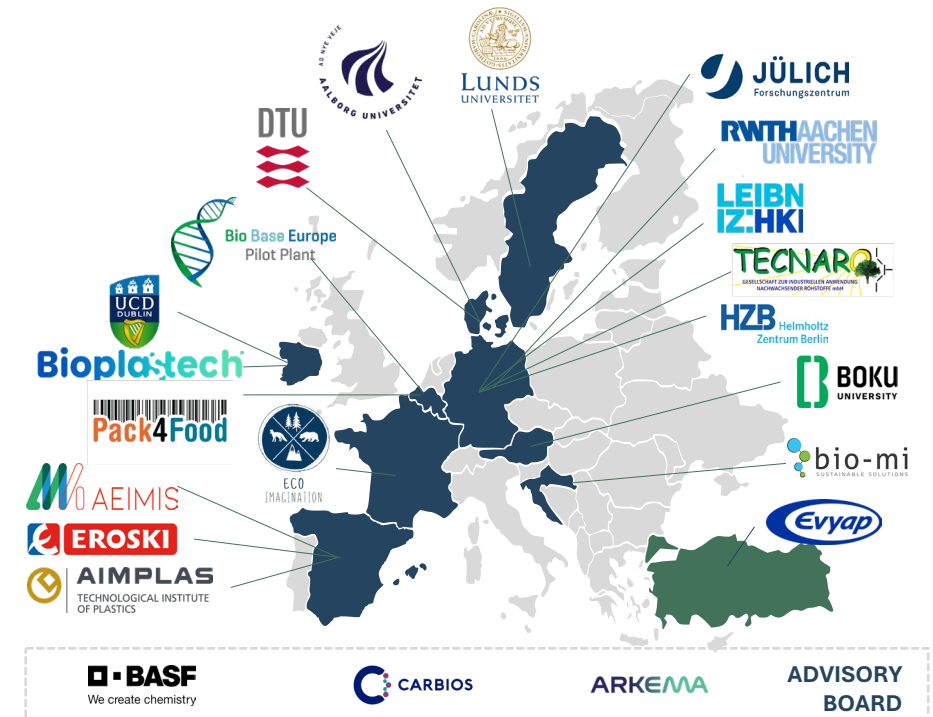 AD NYE VEJE
AALBORG UNIVERSITET
LUNDS
UNIVERSITET
JÜLICH
Forschungszentrum
DTU
RWTHAACHEN
UNIVERSITY
LEIBN
IZ:HKI
Bio Base Europe
Pilot Plant
TECNARO
GESELLSCHAFT ZUR INDUSTRIELLEN ANWENDUNG
NACHWACHSENDER ROHSTOFFE mbH
UCD
DUBLIN
HZB Helmholtz
Zentrum Berlin
Bioplastech
BOKU
UNIVERSITY
Pack4Food
ECO
IMAGINATION
bio-mi
SUSTAINABLE SOLUTIONS
AEIMIS
Evyap
e EROSKI
AIMPLAS
TECHNOLOGICAL INSTITUTE
OF PLASTICS
BASF
We create chemistry
CARBIOS
ARKEMA
ADVISORY
BOARD